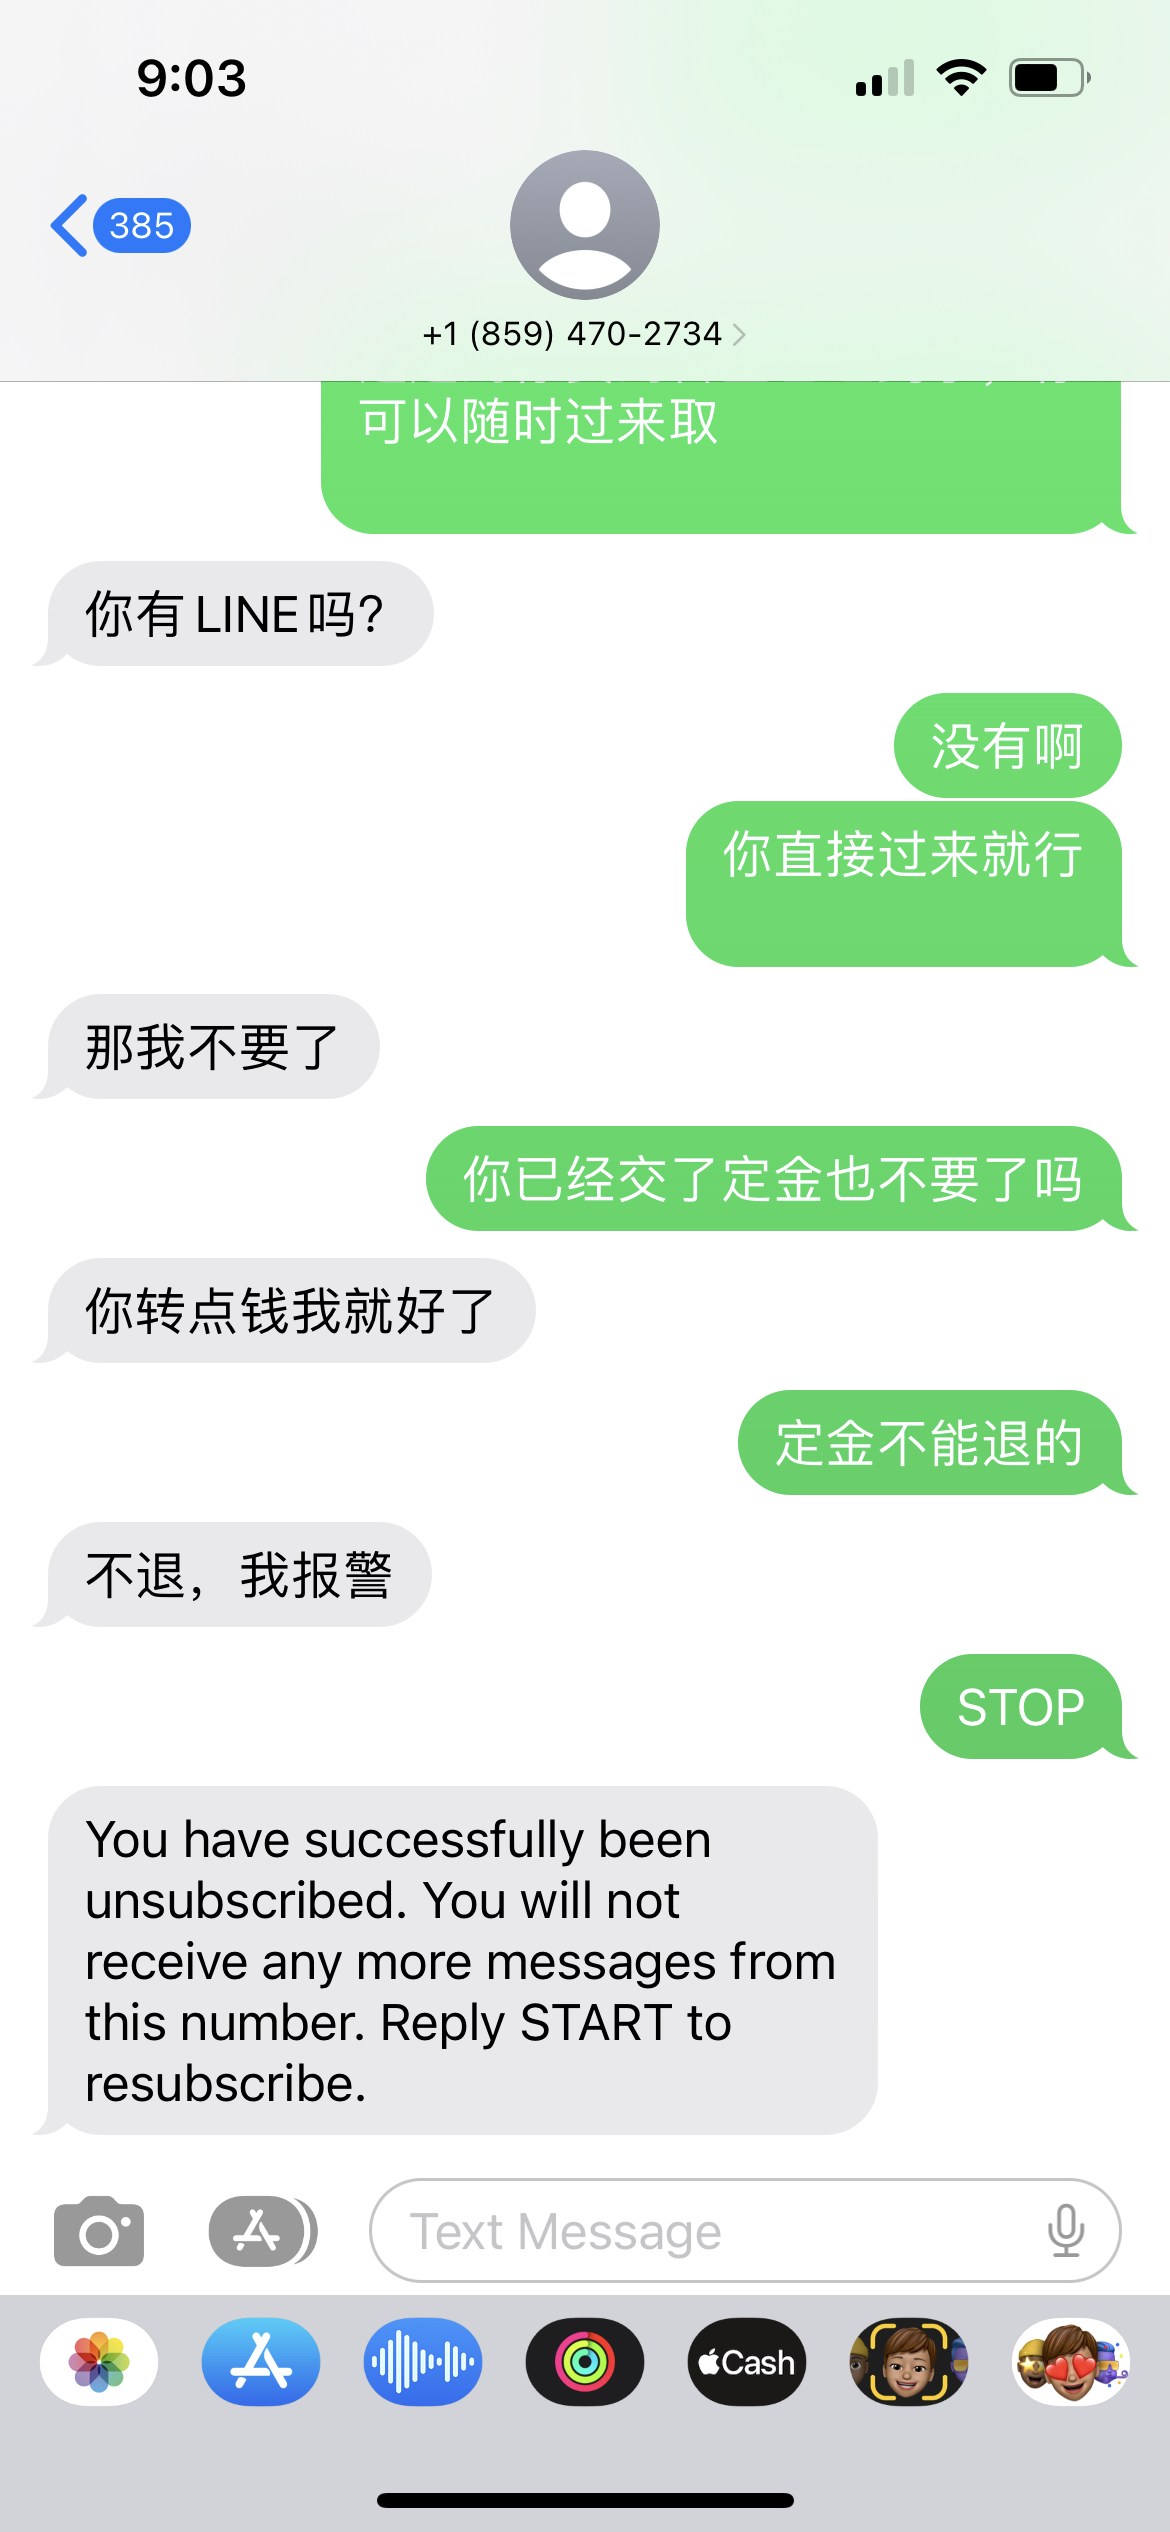 9:03
385
+1 (859) 470-2734
可以随时过来取
你有 LINE 吗?
没有啊
你直接过来就行
那我不要了
你已经交了定金也不要了吗
你转点钱我就好了
定金不能退的
不退，我报警
STOP
You have successfully been
unsubscribed. You will not
receive any more messages from
this number. Reply START to
resubscribe.
Text Message
Cash